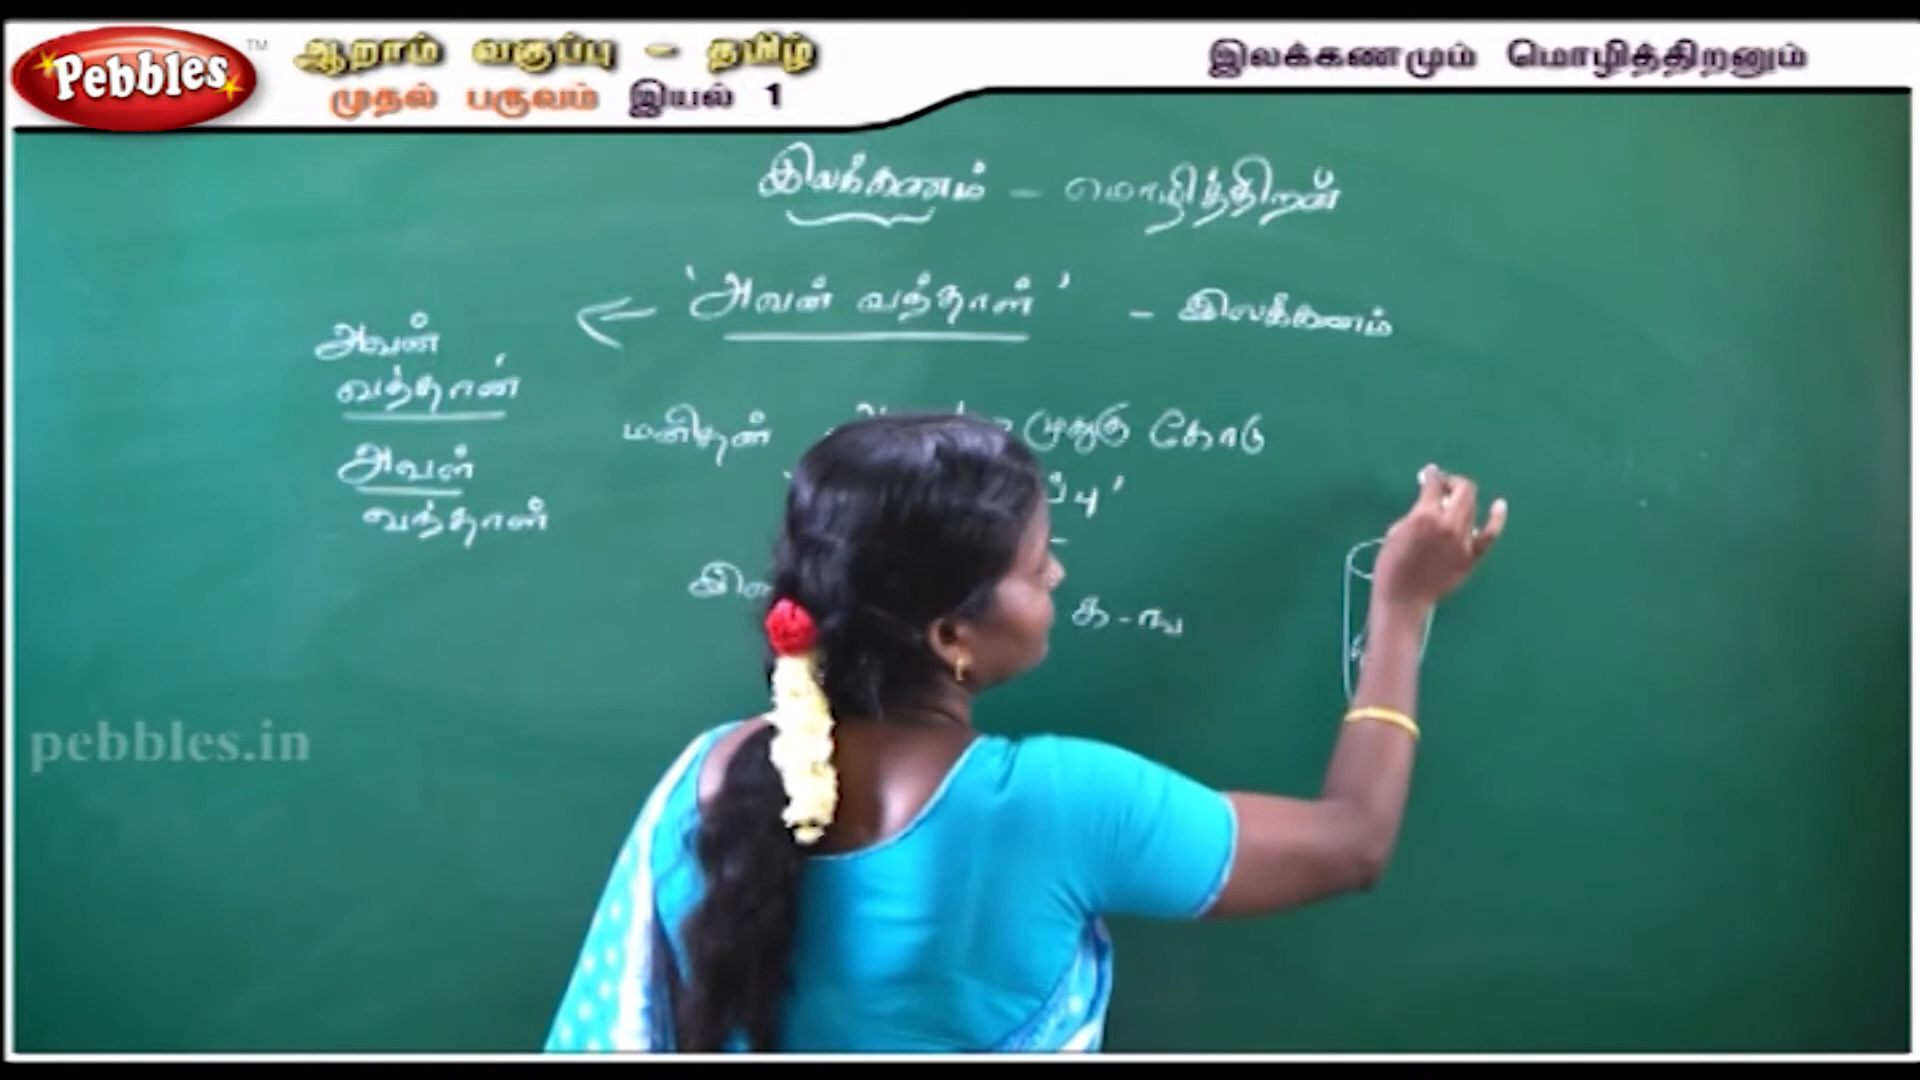 Pebbles TM
ஆறாம் வகுப்பு - தமிழ்
முதல் பருவம் இயல் 1
இலக்கணமும் மொழித்திறனும்
இலக்கணம் - மொழித்திறன்
'அவன் வந்தாள்' - இலக்கணம்
அவன்
வந்தான்
அவள்
வந்தாள்
மனிதன் முதுகு கோடு
ப்பு'
க - ங
pebbles.in